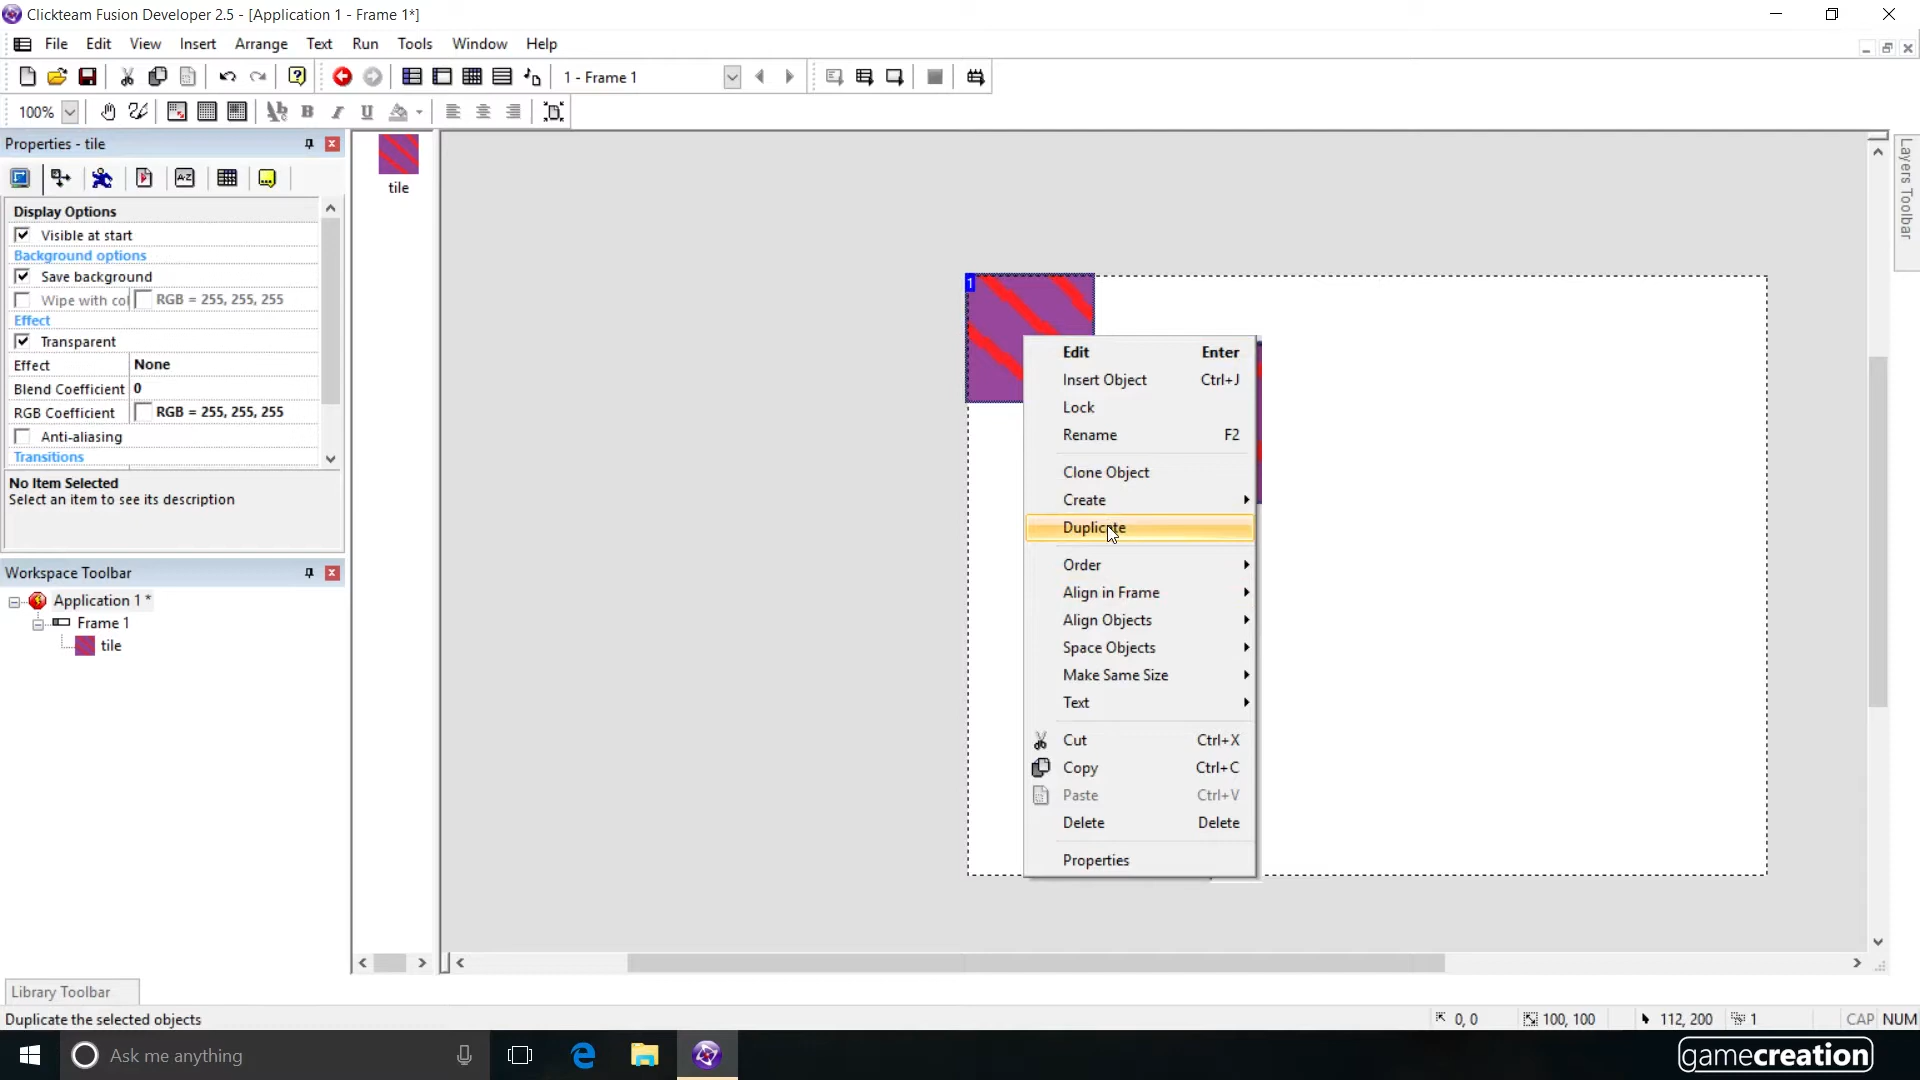 Clickteam Fusion Developer 2.5 - [Application 1 - Frame 1*]
File Edit View Insert Arrange Text Run Tools Window Help
1 - Frame 1
100%
Properties - tile
Display Options
Visible at start
Background options
Save background
Wipe with col RGB = 255, 255, 255
Effect
Transparent
Effect None
Blend Coefficient 0
RGB Coefficient RGB = 255, 255, 255
Anti-aliasing
Transitions
No Item Selected
Select an item to see its description
Workspace Toolbar
Application 1 *
Frame 1
tile
Library Toolbar
tile
1
Edit Enter
Insert Object Ctrl+J
Lock
Rename F2
Clone Object
Create
Duplicate
Order
Align in Frame
Align Objects
Space Objects
Make Same Size
Text
Cut Ctrl+X
Copy Ctrl+C
Paste Ctrl+V
Delete Delete
Properties
Layers Toolbar
Duplicate the selected objects
0, 0 100, 100 112, 200 1 CAP NUM
Ask me anything
gamecreation